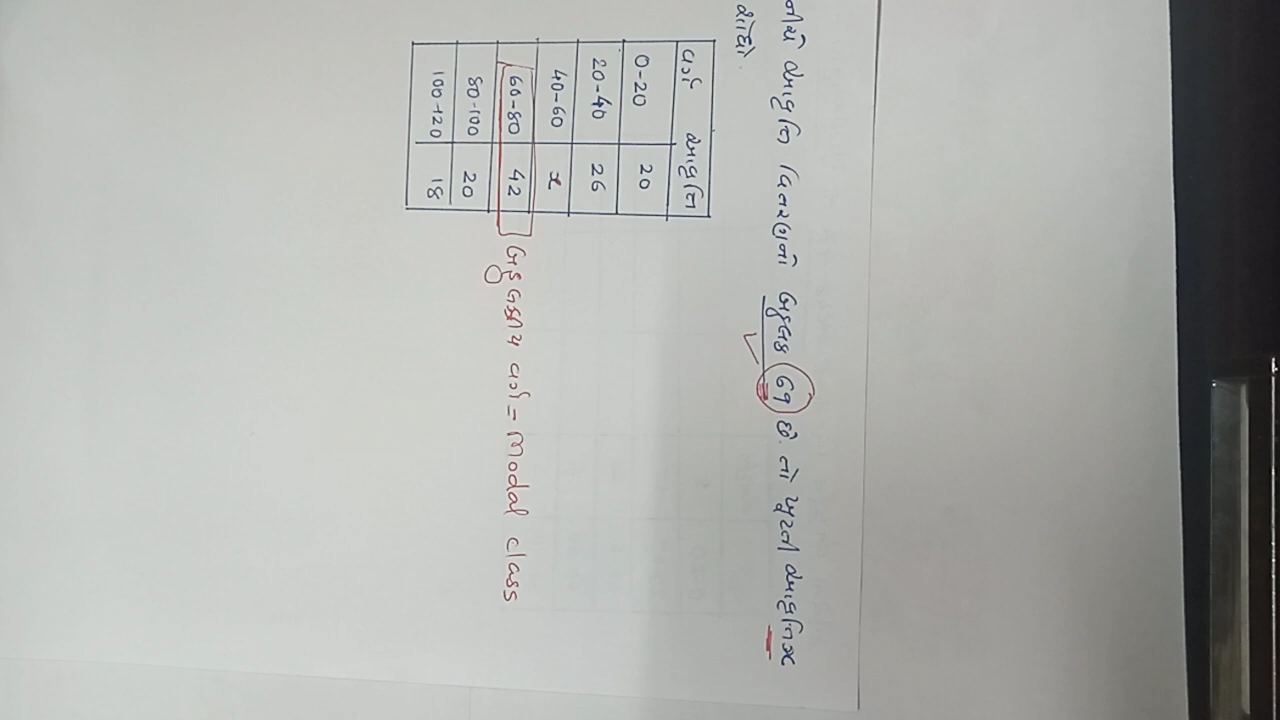 નીચે આવૃત્તિ વિતરણનો બહુલક 69 છે. તો ખૂટતી આવૃત્તિ x
શોધો.
વર્ગ આવૃત્તિ
0-20 20
20-40 26
40-60 x
60-80 42 બહુલકીય વર્ગ = Modal class
80-100 20
100-120 18